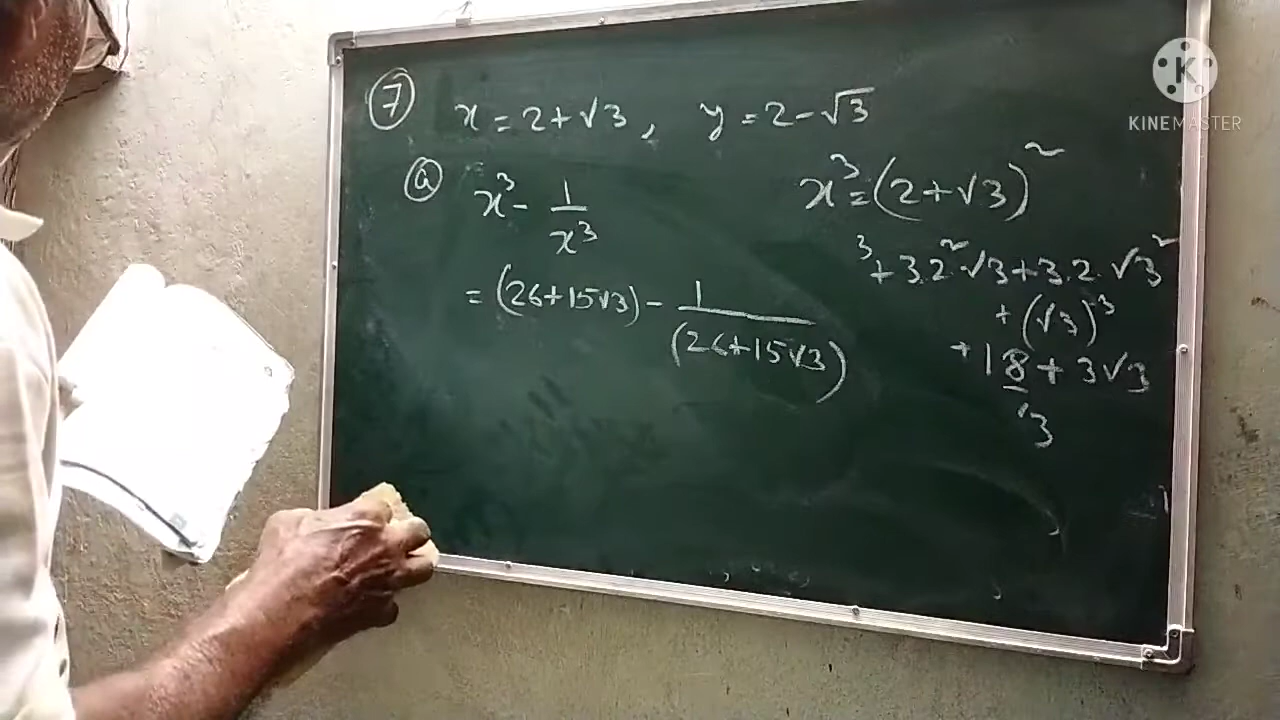 K
KINEMASTER
⑦ x = 2 + √3, y = 2 - √3
ⓐ x³ - 1/x³
= (26 + 15√3) - 1/(26 + 15√3)
x³ = (2 + √3)²
³ + 3.2².√3 + 3.2.√3²
+ (√3)³
+ 18 + 3√3
3